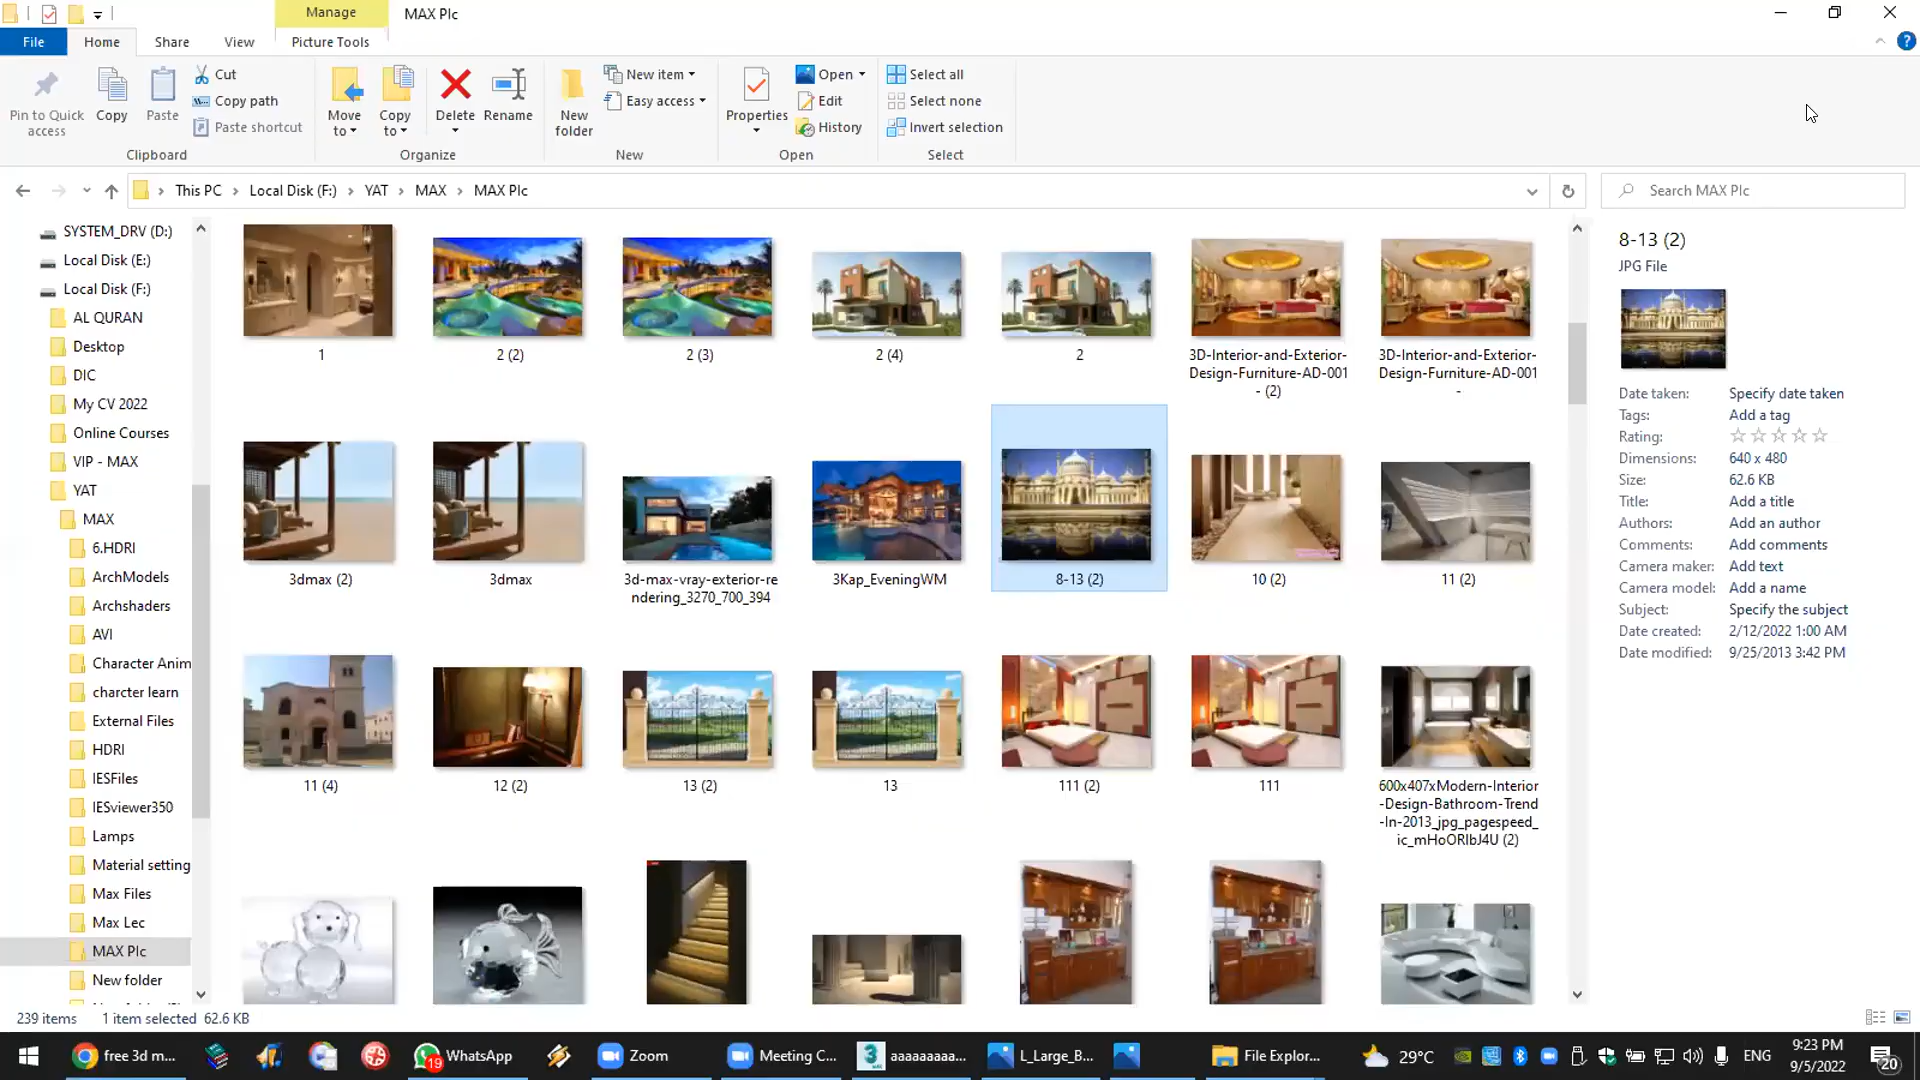 Manage
MAX Plc
File
Home
Share
View
Picture Tools
Pin to Quick
access
Copy
Paste
Cut
Copy path
Paste shortcut
Clipboard
Move
to
Copy
to
Delete
Rename
Organize
New
folder
New item
Easy access
New
Properties
Open
Edit
History
Open
Select all
Select none
Invert selection
Select
This PC
Local Disk (F:)
YAT
MAX
MAX Plc
Search MAX Plc
SYSTEM_DRV (D:)
Local Disk (E:)
Local Disk (F:)
AL QURAN
Desktop
DIC
My CV 2022
Online Courses
VIP - MAX
YAT
MAX
6.HDRI
ArchModels
Archshaders
AVI
Character Anim
charcter learn
External Files
HDRI
IESFiles
IESviewer350
Lamps
Material setting
Max Files
Max Lec
MAX Plc
New folder
1
2 (2)
2 (3)
2 (4)
2
3D-Interior-and-Exterior-
Design-Furniture-AD-001
- (2)
3D-Interior-and-Exterior-
Design-Furniture-AD-001
-
3dmax (2)
3dmax
3d-max-vray-exterior-re
ndering_3270_700_394
3Kap_EveningWM
8-13 (2)
10 (2)
11 (2)
11 (4)
12 (2)
13 (2)
13
111 (2)
111
600x407xModern-Interior
-Design-Bathroom-Trend
-In-2013_jpg_pagespeed_
ic_mHoORIbJ4U (2)
8-13 (2)
JPG File
Date taken: Specify date taken
Tags: Add a tag
Rating:
Dimensions: 640 x 480
Size: 62.6 KB
Title: Add a title
Authors: Add an author
Comments: Add comments
Camera maker: Add text
Camera model: Add a name
Subject: Specify the subject
Date created: 2/12/2022 1:00 AM
Date modified: 9/25/2013 3:42 PM
239 items
1 item selected 62.6 KB
free 3d m...
19
WhatsApp
Zoom
Meeting C...
3
aaaaaaaaa...
L_Large_B...
File Explor...
29°C
ENG
9:23 PM
9/5/2022
20